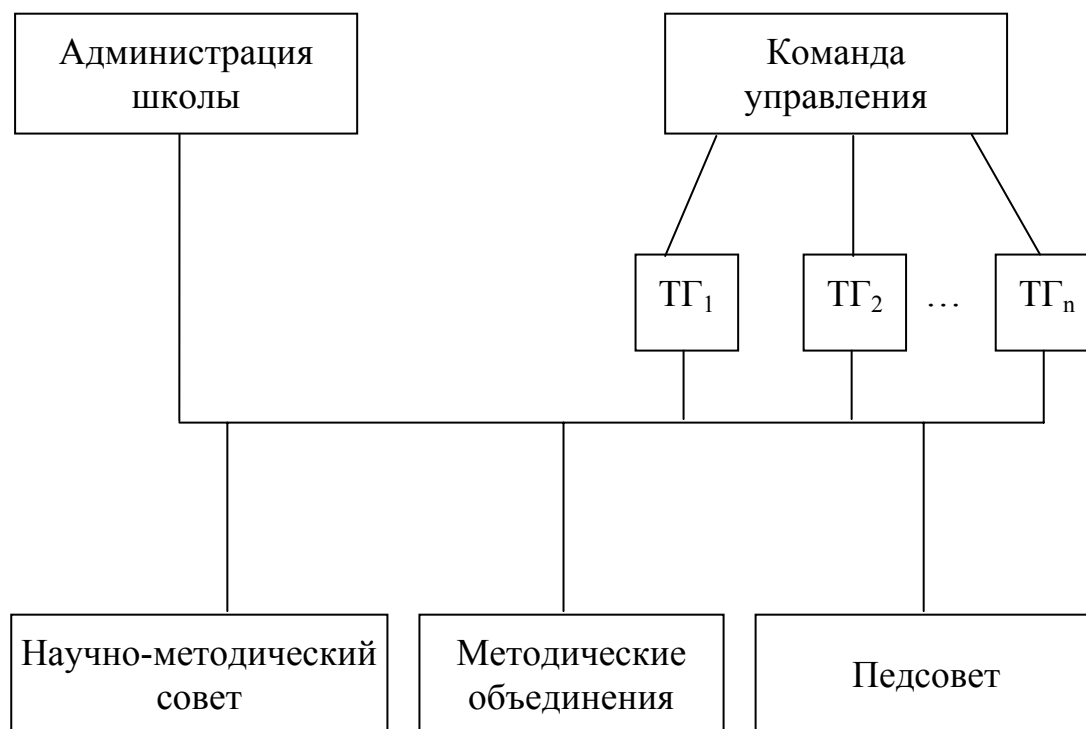 Администрация
школы
Команда
управления
ТГ₁
ТГ₂
…
ТГₙ
Научно-методический
совет
Методические
объединения
Педсовет